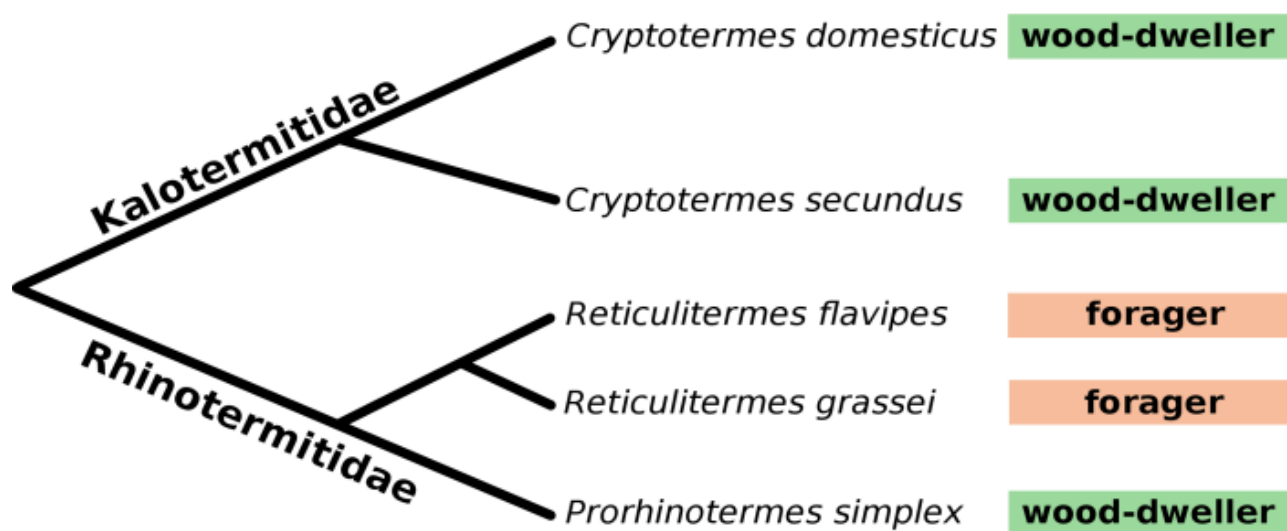 Kalotermitidae
Cryptotermes domesticus wood-dweller
Cryptotermes secundus wood-dweller
Reticulitermes flavipes forager
Reticulitermes grassei forager
Rhinotermitidae
Prorhinotermes simplex wood-dweller